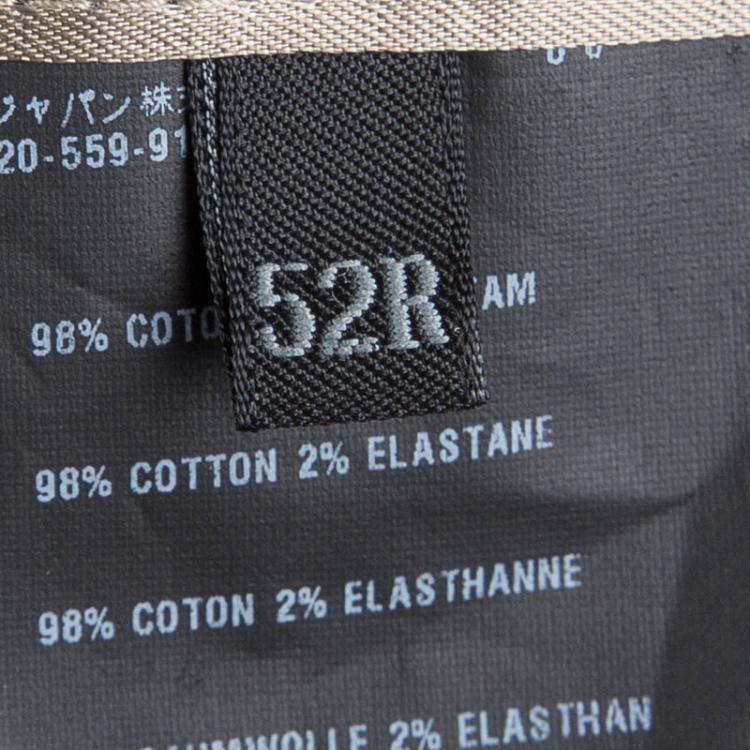 ジャパン株
20-559-91
52R
98% COTO AM
98% COTTON 2% ELASTANE
98% COTON 2% ELASTHANNE
2% ELASTHAN